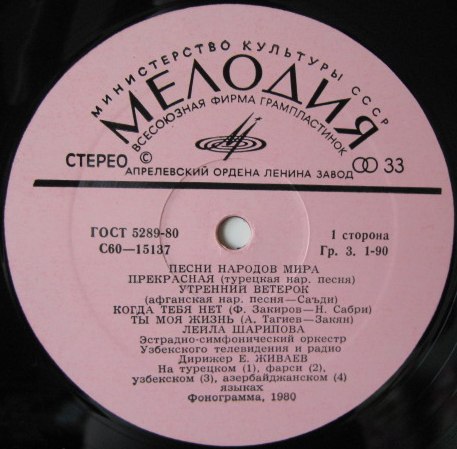 МИНИСТЕРСТВО КУЛЬТУРЫ СССР
МЕЛОДИЯ
ВСЕСОЮЗНАЯ ФИРМА ГРАМПЛАСТИНОК
СТЕРЕО © 33
АПРЕЛЕВСКИЙ ОРДЕНА ЛЕНИНА ЗАВОД
ГОСТ 5289-80 1 сторона
С60—15137 Гр. 3. 1-90
ПЕСНИ НАРОДОВ МИРА
ПРЕКРАСНАЯ (турецкая нар. песня)
УТРЕННИЙ ВЕТЕРОК
(афганская нар. песня—Саъди)
КОГДА ТЕБЯ НЕТ (Ф. Закиров—Н. Сабри)
ТЫ МОЯ ЖИЗНЬ (А. Тагиев—Закян)
ЛЕЙЛА ШАРИПОВА
Эстрадно-симфонический оркестр
Узбекского телевидения и радио
Дирижер Е. ЖИВАЕВ
На турецком (1), фарси (2),
узбекском (3), азербайджанском (4)
языках
Фонограмма, 1980